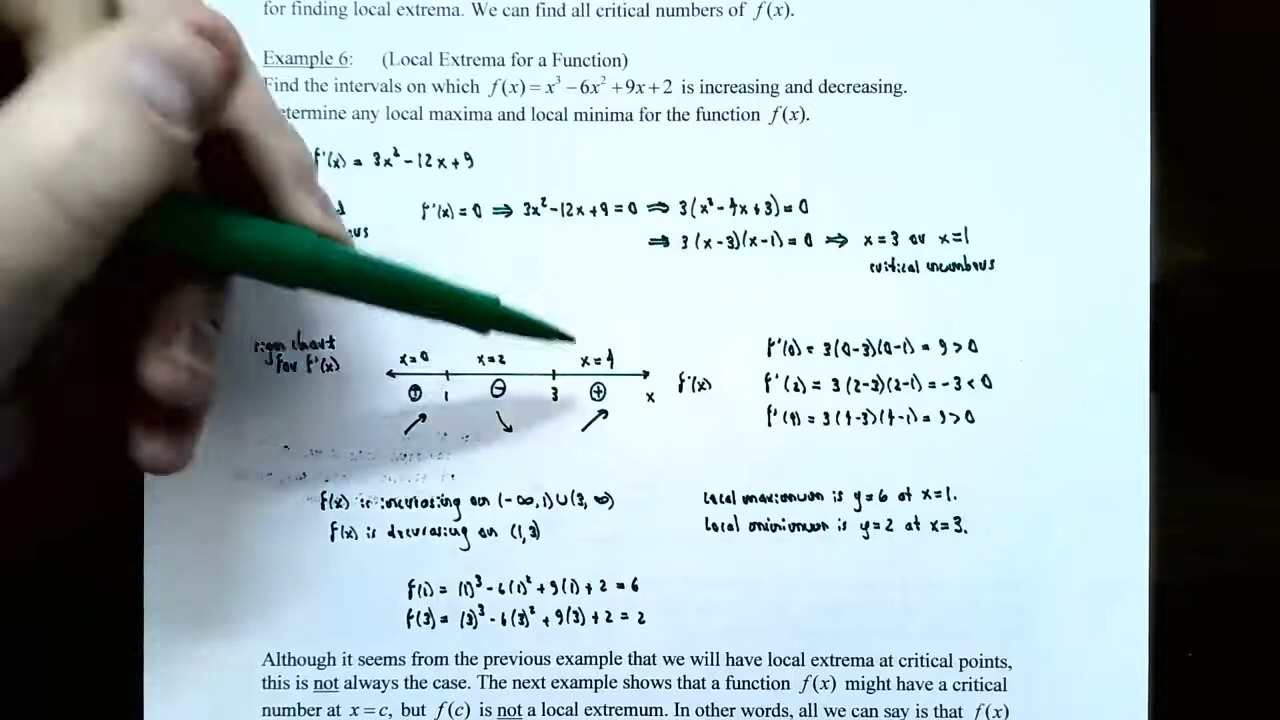 for finding local extrema. We can find all critical numbers of f(x).
Example 6: (Local Extrema for a Function)
Find the intervals on which f(x) = x³ − 6x² + 9x + 2 is increasing and decreasing.
etermine any local maxima and local minima for the function f(x).
f'(x) = 3x² − 12x + 9
f'(x) = 0 ⇒ 3x² − 12x + 9 = 0 ⇒ 3(x² − 4x + 3) = 0
⇒ 3(x − 3)(x − 1) = 0 ⇒ x = 3 or x = 1
critical numbers
sign chart
for f'(x)
x = 0 x = 2 x = 4
⊕ 1 ⊖ 3 ⊕ x f'(x)
f'(0) = 3(0−3)(0−1) = 9 > 0
f'(2) = 3(2−3)(2−1) = −3 < 0
f'(4) = 3(4−3)(4−1) = 9 > 0
f(x) is increasing on (−∞, 1) ∪ (3, ∞)
f(x) is decreasing on (1, 3)
Local maximum is y = 6 at x = 1.
Local minimum is y = 2 at x = 3.
f(1) = (1)³ − 6(1)² + 9(1) + 2 = 6
f(3) = (3)³ − 6(3)² + 9(3) + 2 = 2
Although it seems from the previous example that we will have local extrema at critical points,
this is not always the case. The next example shows that a function f(x) might have a critical
number at x = c, but f(c) is not a local extremum. In other words, all we can say is that f(x)